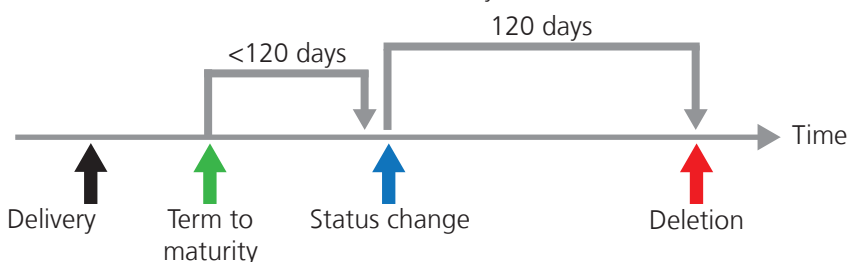 120 days
<120 days
Time
Delivery
Term to
maturity
Status change
Deletion